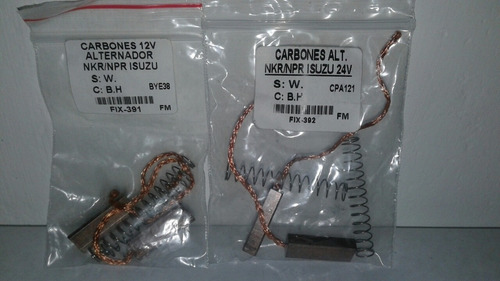 CARBONES 12V
ALTERNADOR
NKR/NPR ISUZU
S: W.
C: B.H BYE38
FIX-391 FM
CARBONES ALT.
NKR/NPR ISUZU 24V
S: W.
C: B.H CPA121
FIX-392 FM